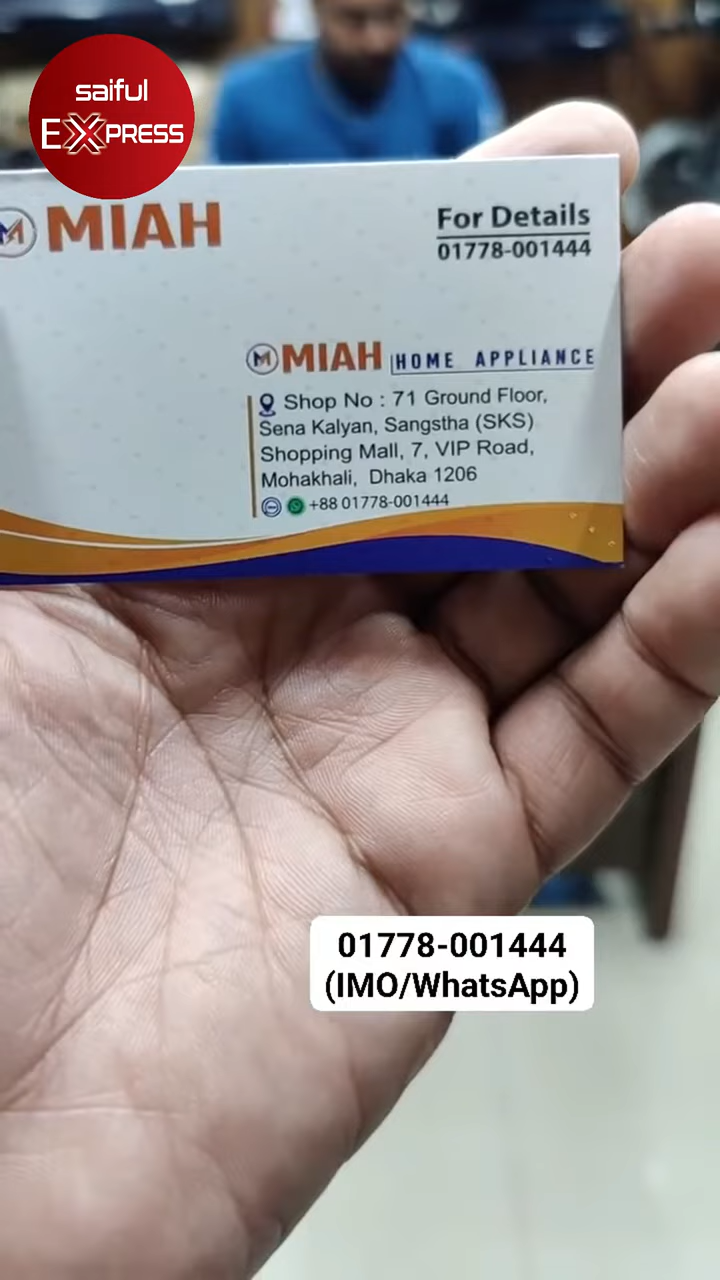 saiful
EXPRESS
MIAH
For Details
01778-001444
MIAH HOME APPLIANCE
Shop No : 71 Ground Floor,
Sena Kalyan, Sangstha (SKS)
Shopping Mall, 7, VIP Road,
Mohakhali, Dhaka 1206
+88 01778-001444
01778-001444
(IMO/WhatsApp)